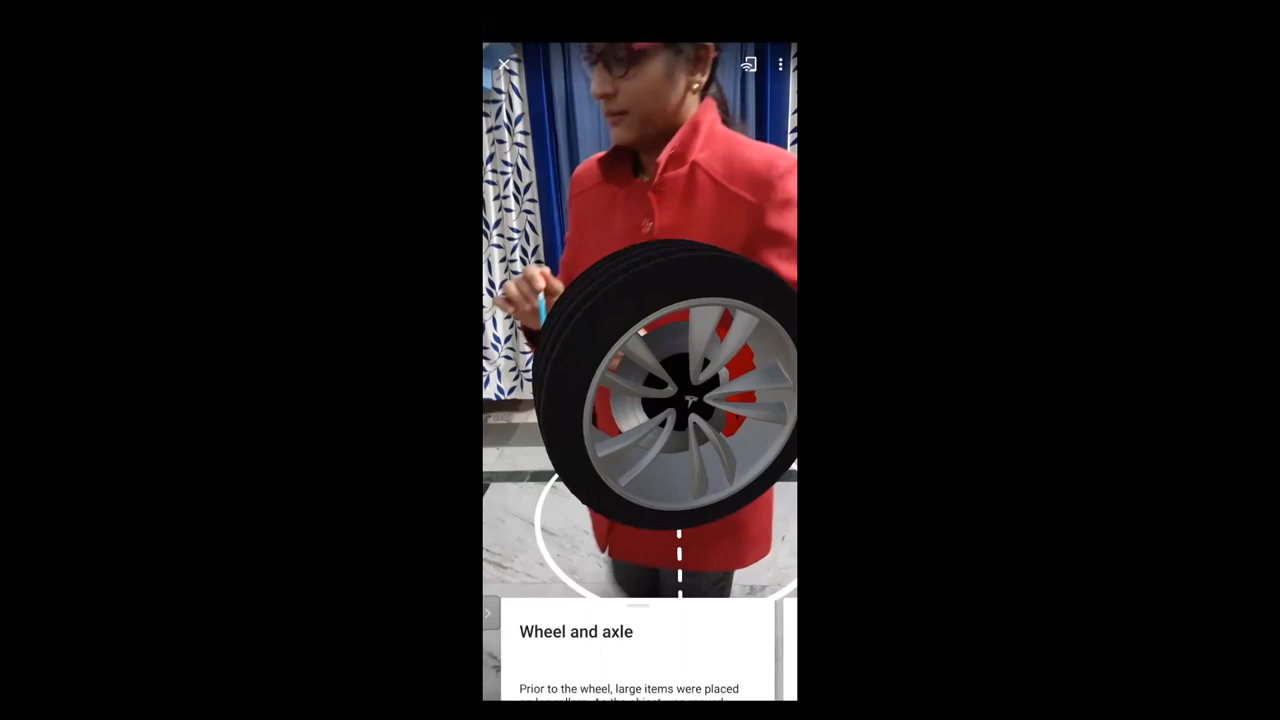 Wheel and axle
Prior to the wheel, large items were placed